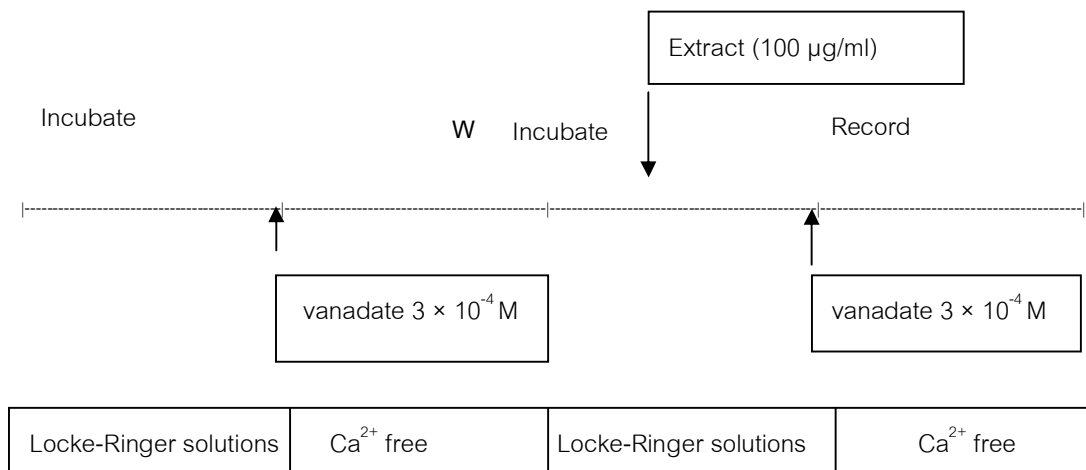 Extract (100 µg/ml)
Incubate
W
Incubate
Record
vanadate 3 × 10⁻⁴ M
vanadate 3 × 10⁻⁴ M
Locke-Ringer solutions
Ca²⁺ free
Locke-Ringer solutions
Ca²⁺ free